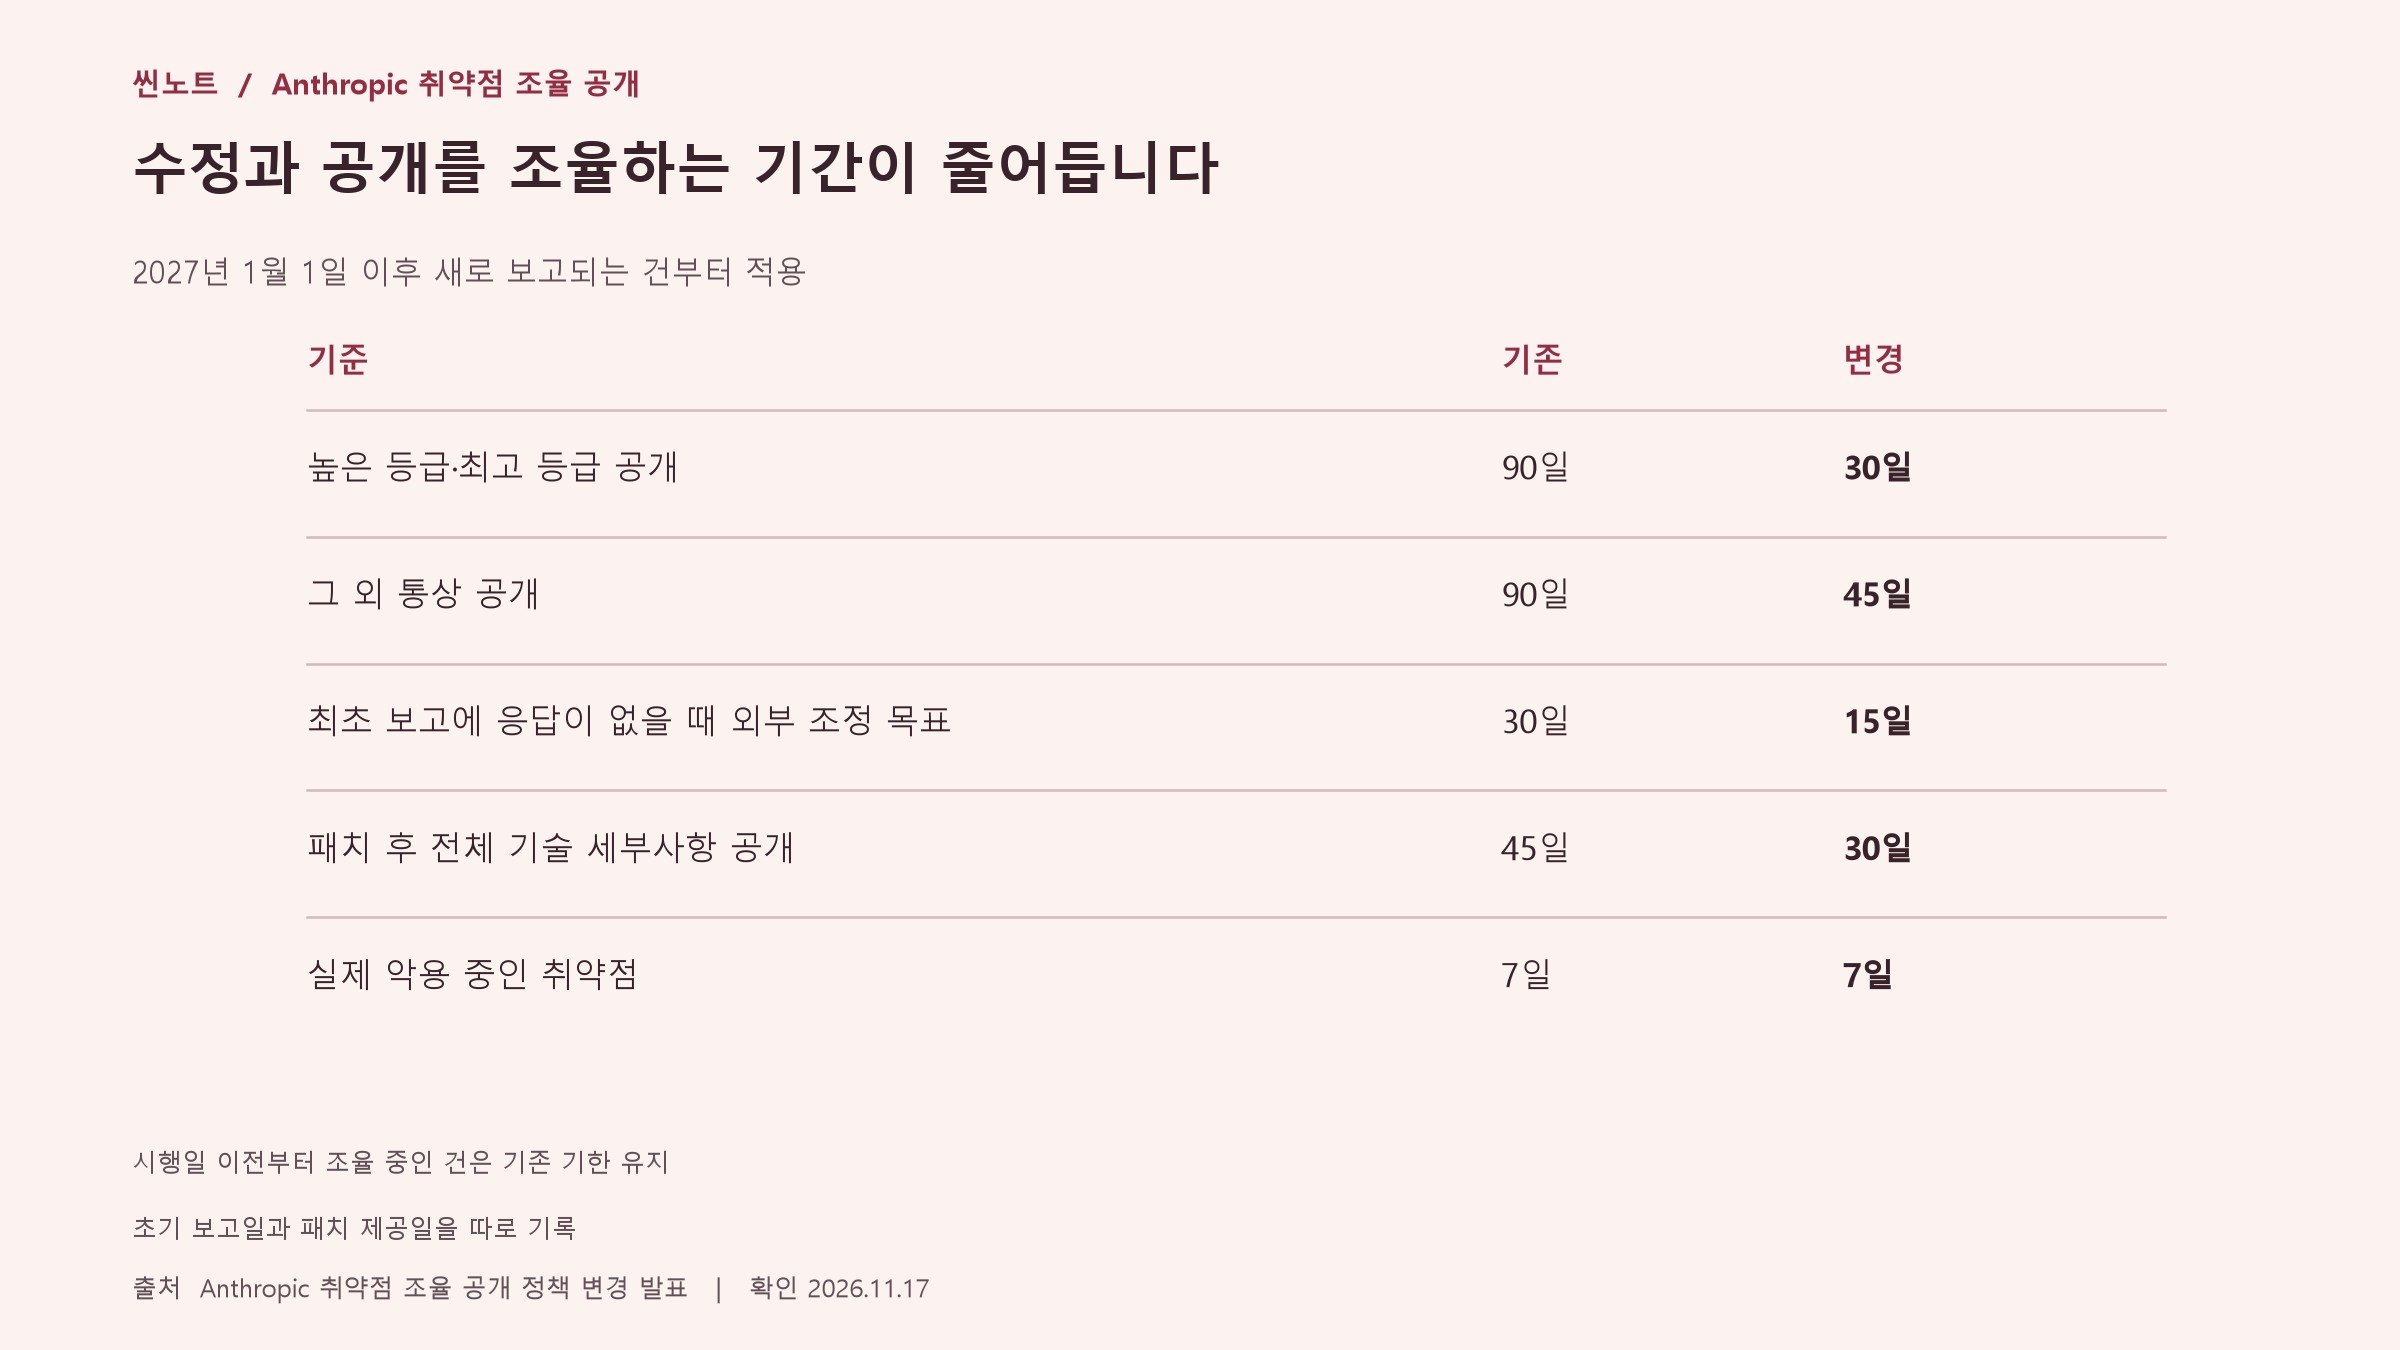 씬노트 / Anthropic 취약점 조율 공개
수정과 공개를 조율하는 기간이 줄어듭니다
2027년 1월 1일 이후 새로 보고되는 건부터 적용
기준 기존 변경
높은 등급·최고 등급 공개 90일 30일
그 외 통상 공개 90일 45일
최초 보고에 응답이 없을 때 외부 조정 목표 30일 15일
패치 후 전체 기술 세부사항 공개 45일 30일
실제 악용 중인 취약점 7일 7일
시행일 이전부터 조율 중인 건은 기존 기한 유지
초기 보고일과 패치 제공일을 따로 기록
출처 Anthropic 취약점 조율 공개 정책 변경 발표 | 확인 2026.11.17